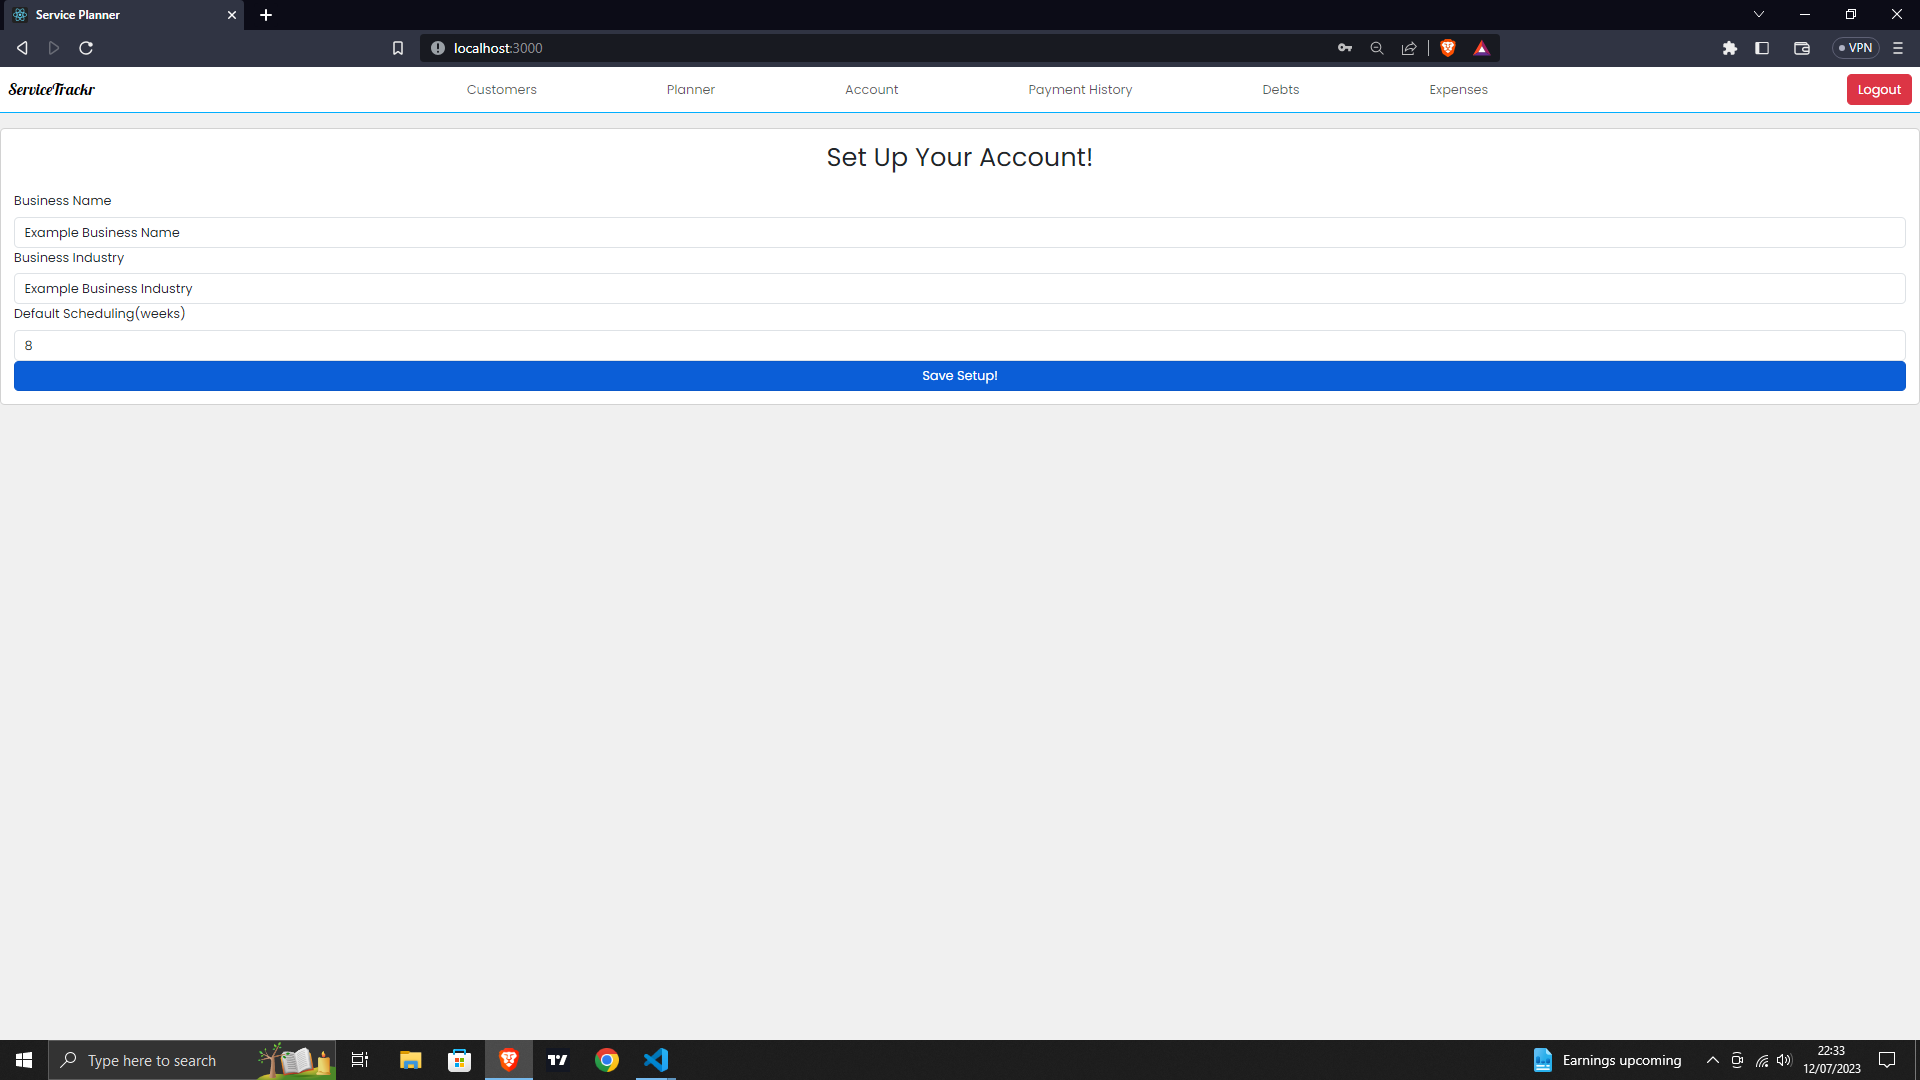 Service Planner
localhost:3000
VPN
ServiceTrackr
Customers
Planner
Account
Payment History
Debts
Expenses
Logout
Set Up Your Account!
Business Name
Example Business Name
Business Industry
Example Business Industry
Default Scheduling(weeks)
8
Save Setup!
Type here to search
Earnings upcoming
22:33
12/07/2023